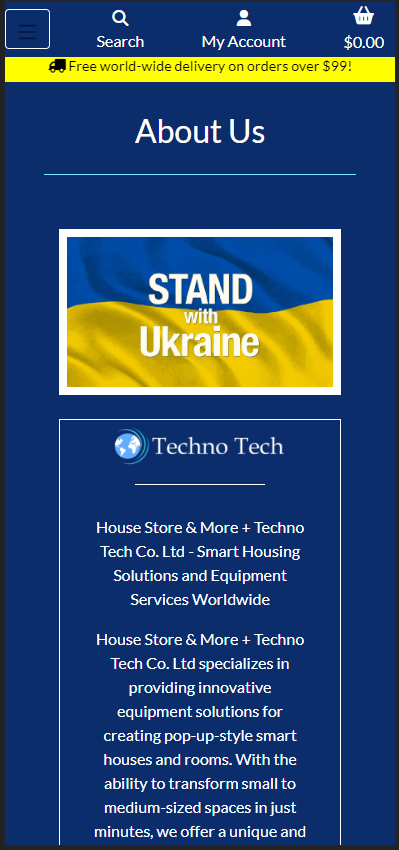 Search
My Account
$0.00
Free world-wide delivery on orders over $99!
About Us
STAND
with
Ukraine
Techno Tech
House Store & More + Techno
Tech Co. Ltd - Smart Housing
Solutions and Equipment
Services Worldwide
House Store & More + Techno
Tech Co. Ltd specializes in
providing innovative
equipment solutions for
creating pop-up-style smart
houses and rooms. With the
ability to transform small to
medium-sized spaces in just
minutes, we offer a unique and